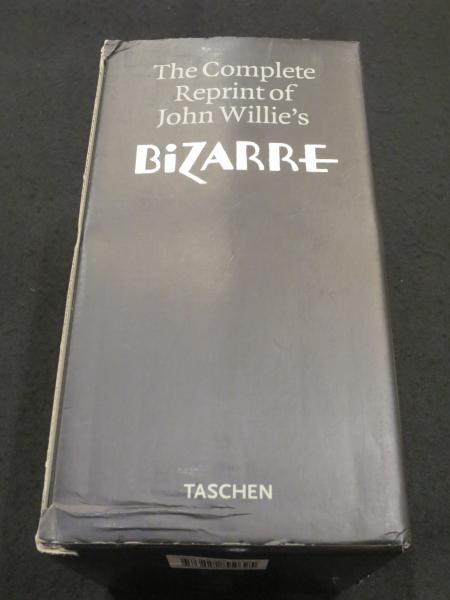 The Complete
Reprint of
John Willie's
BiZARRE
TASCHEN